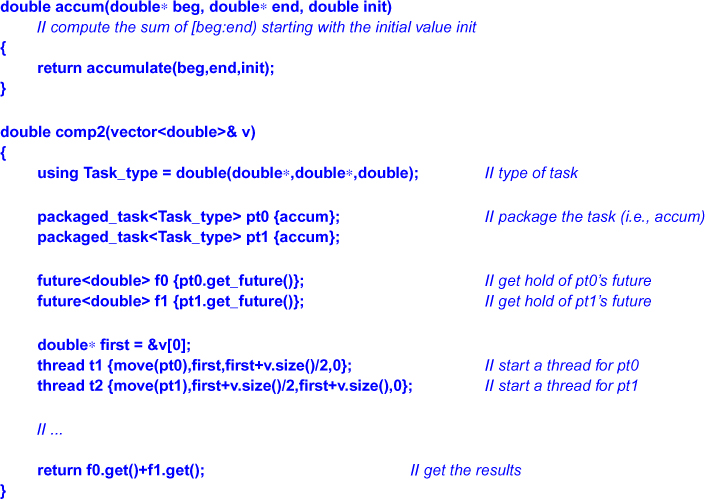 double accum(double∗ beg, double∗ end, double init)
// compute the sum of [beg:end) starting with the initial value init
{
return accumulate(beg,end,init);
}
double comp2(vector<double>& v)
{
using Task_type = double(double∗,double∗,double); // type of task
packaged_task<Task_type> pt0 {accum}; // package the task (i.e., accum)
packaged_task<Task_type> pt1 {accum};
future<double> f0 {pt0.get_future()}; // get hold of pt0’s future
future<double> f1 {pt1.get_future()}; // get hold of pt1’s future
double∗ first = &v[0];
thread t1 {move(pt0),first,first+v.size()/2,0}; // start a thread for pt0
thread t2 {move(pt1),first+v.size()/2,first+v.size(),0}; // start a thread for pt1
// ...
return f0.get()+f1.get(); // get the results
}